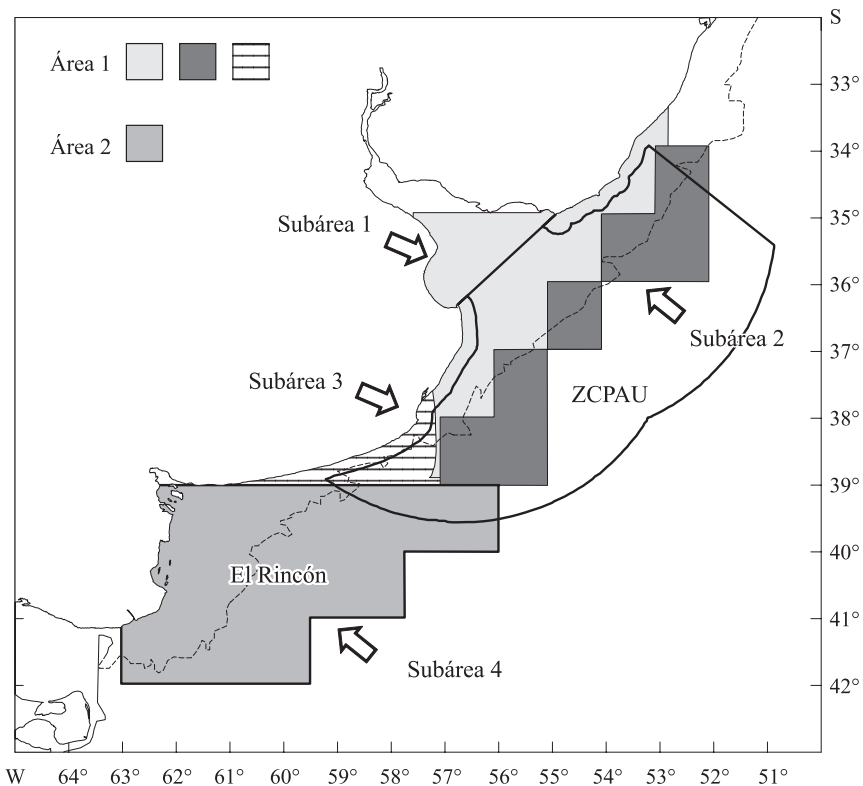 S
Área 1
33°
Área 2
34°
35°
Subárea 1
36°
Subárea 2
37°
Subárea 3
ZCPAU
38°
39°
40°
El Rincón
41°
Subárea 4
42°
W 64° 63° 62° 61° 60° 59° 58° 57° 56° 55° 54° 53° 52° 51°